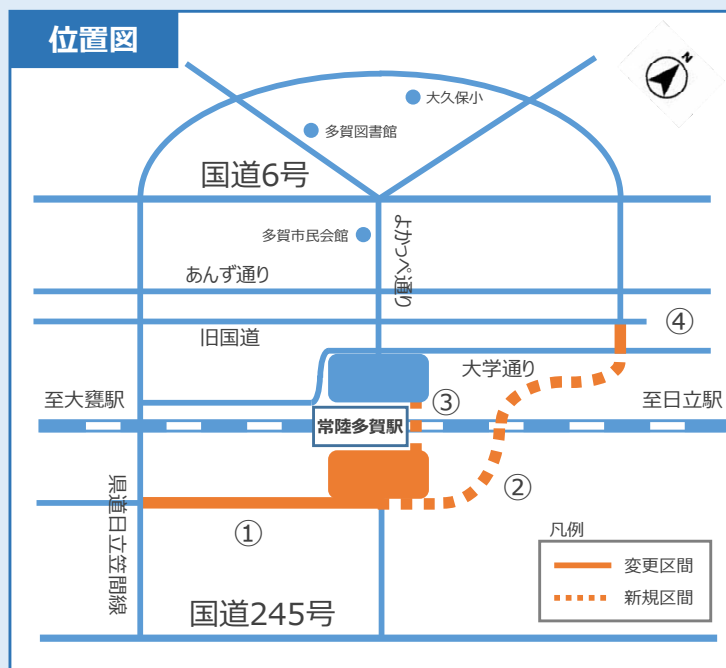 位置図
N
大久保小
多賀図書館
国道6号
多賀市民会館
よかっぺ通り
あんず通り
旧国道
④
大学通り
至大甕駅
③
至日立駅
常陸多賀駅
②
県道日立笠間線
①
凡例
変更区間
新規区間
国道245号